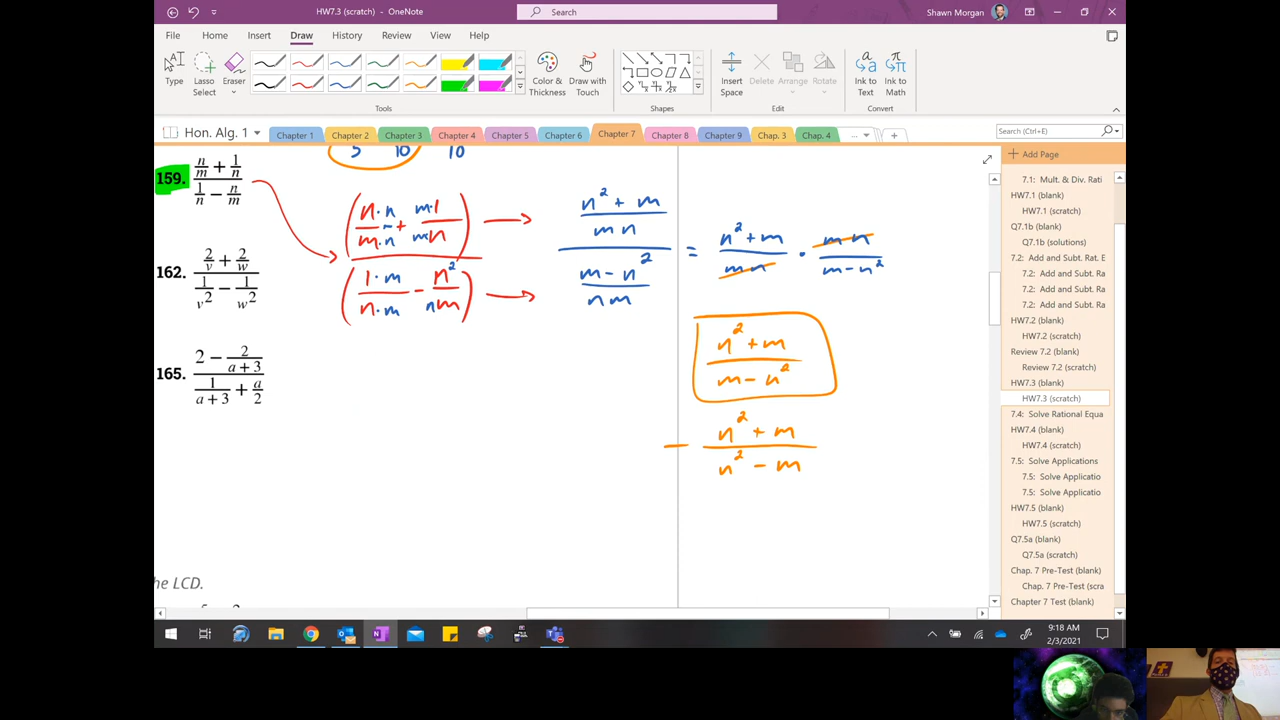 HW7.3 (scratch) - OneNote
Search
Shawn Morgan
File Home Insert Draw History Review View Help
Type
Lasso Select
Eraser
Color & Thickness
Draw with Touch
Insert Space
Delete
Arrange
Rotate
Ink to Text
Ink to Math
Tools Shapes Edit Convert
Hon. Alg. 1
Chapter 1 Chapter 2 Chapter 3 Chapter 4 Chapter 5 Chapter 6 Chapter 7 Chapter 8 Chapter 9 Chap. 3 Chap. 4 ...
Search (Ctrl+E)
Add Page
7.1: Mult. & Div. Rati
HW7.1 (blank)
HW7.1 (scratch)
Q7.1b (blank)
Q7.1b (solutions)
7.2: Add and Subt. Rat. E
7.2: Add and Subt. Ra
7.2: Add and Subt. Ra
7.2: Add and Subt. Ra
HW7.2 (blank)
HW7.2 (scratch)
Review 7.2 (blank)
Review 7.2 (scratch)
HW7.3 (blank)
HW7.3 (scratch)
7.4: Solve Rational Equa
HW7.4 (blank)
HW7.4 (scratch)
7.5: Solve Applications
7.5: Solve Applicatio
7.5: Solve Applicatio
HW7.5 (blank)
HW7.5 (scratch)
Q7.5a (blank)
Q7.5a (scratch)
Chap. 7 Pre-Test (blank)
Chap. 7 Pre-Test (scra
Chapter 7 Test (blank)
5 10 10
159. (n/m + 1/n) / (1/n - n/m)
((n·n)/(m·n) + (m·1)/(m·n)) / ((1·m)/(n·m) - n²/(nm))
→ ((n² + m)/(mn)) / ((m - n²)/(nm)) = (n² + m)/(mn) · (mn)/(m - n²)
(n² + m)/(m - n²)
- (n² + m)/(n² - m)
162. (2/v + 2/w) / (1/v² - 1/w²)
165. (2 - 2/(a+3)) / (1/(a+3) + a/2)
he LCD.
9:18 AM
2/3/2021